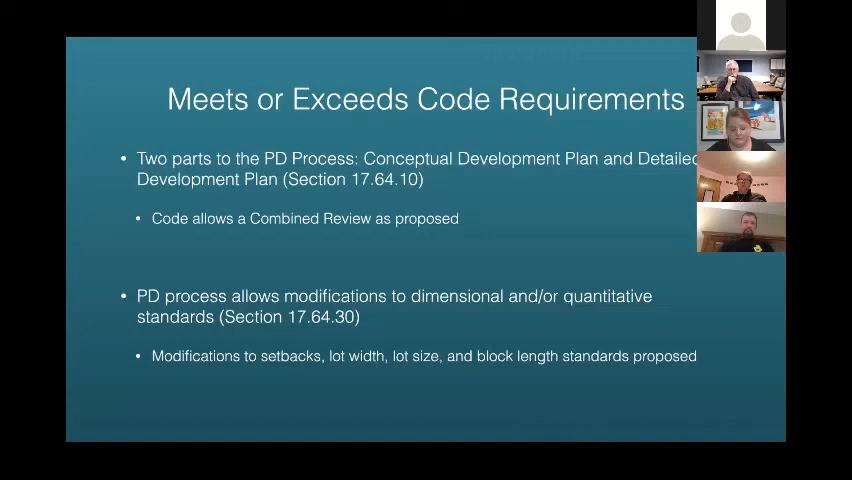 Meets or Exceeds Code Requirements
• Two parts to the PD Process: Conceptual Development Plan and Detailed
Development Plan (Section 17.64.10)
• Code allows a Combined Review as proposed
• PD process allows modifications to dimensional and/or quantitative
standards (Section 17.64.30)
• Modifications to setbacks, lot width, lot size, and block length standards proposed